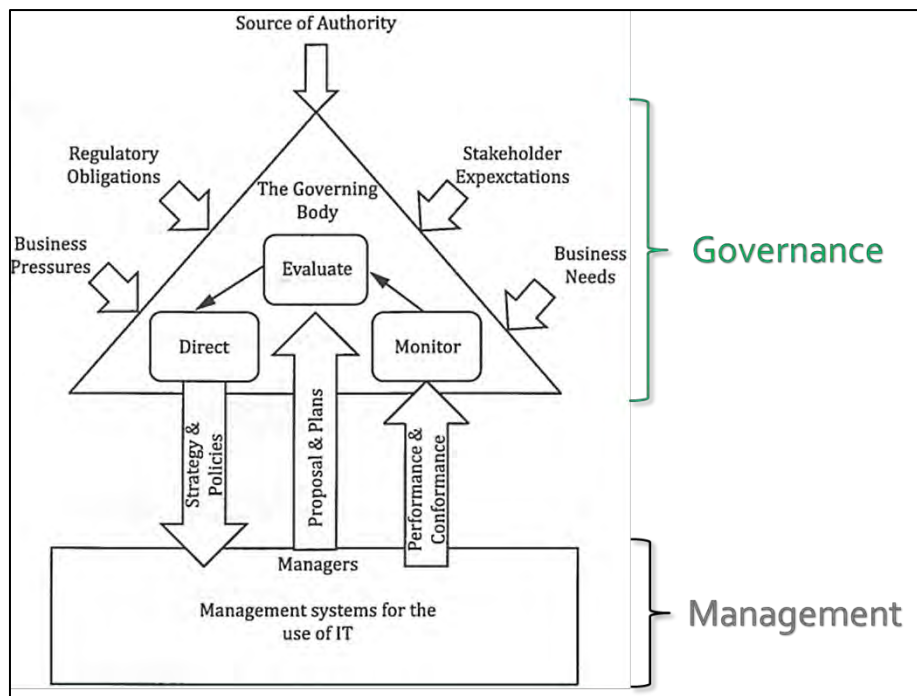 Source of Authority
Regulatory
Obligations
Stakeholder
Expexctations
The Governing
Body
Business
Pressures
Evaluate
Business
Needs
Governance
Direct
Monitor
Strategy &
Policies
Proposal & Plans
Performance &
Conformance
Managers
Management systems for the
use of IT
Management